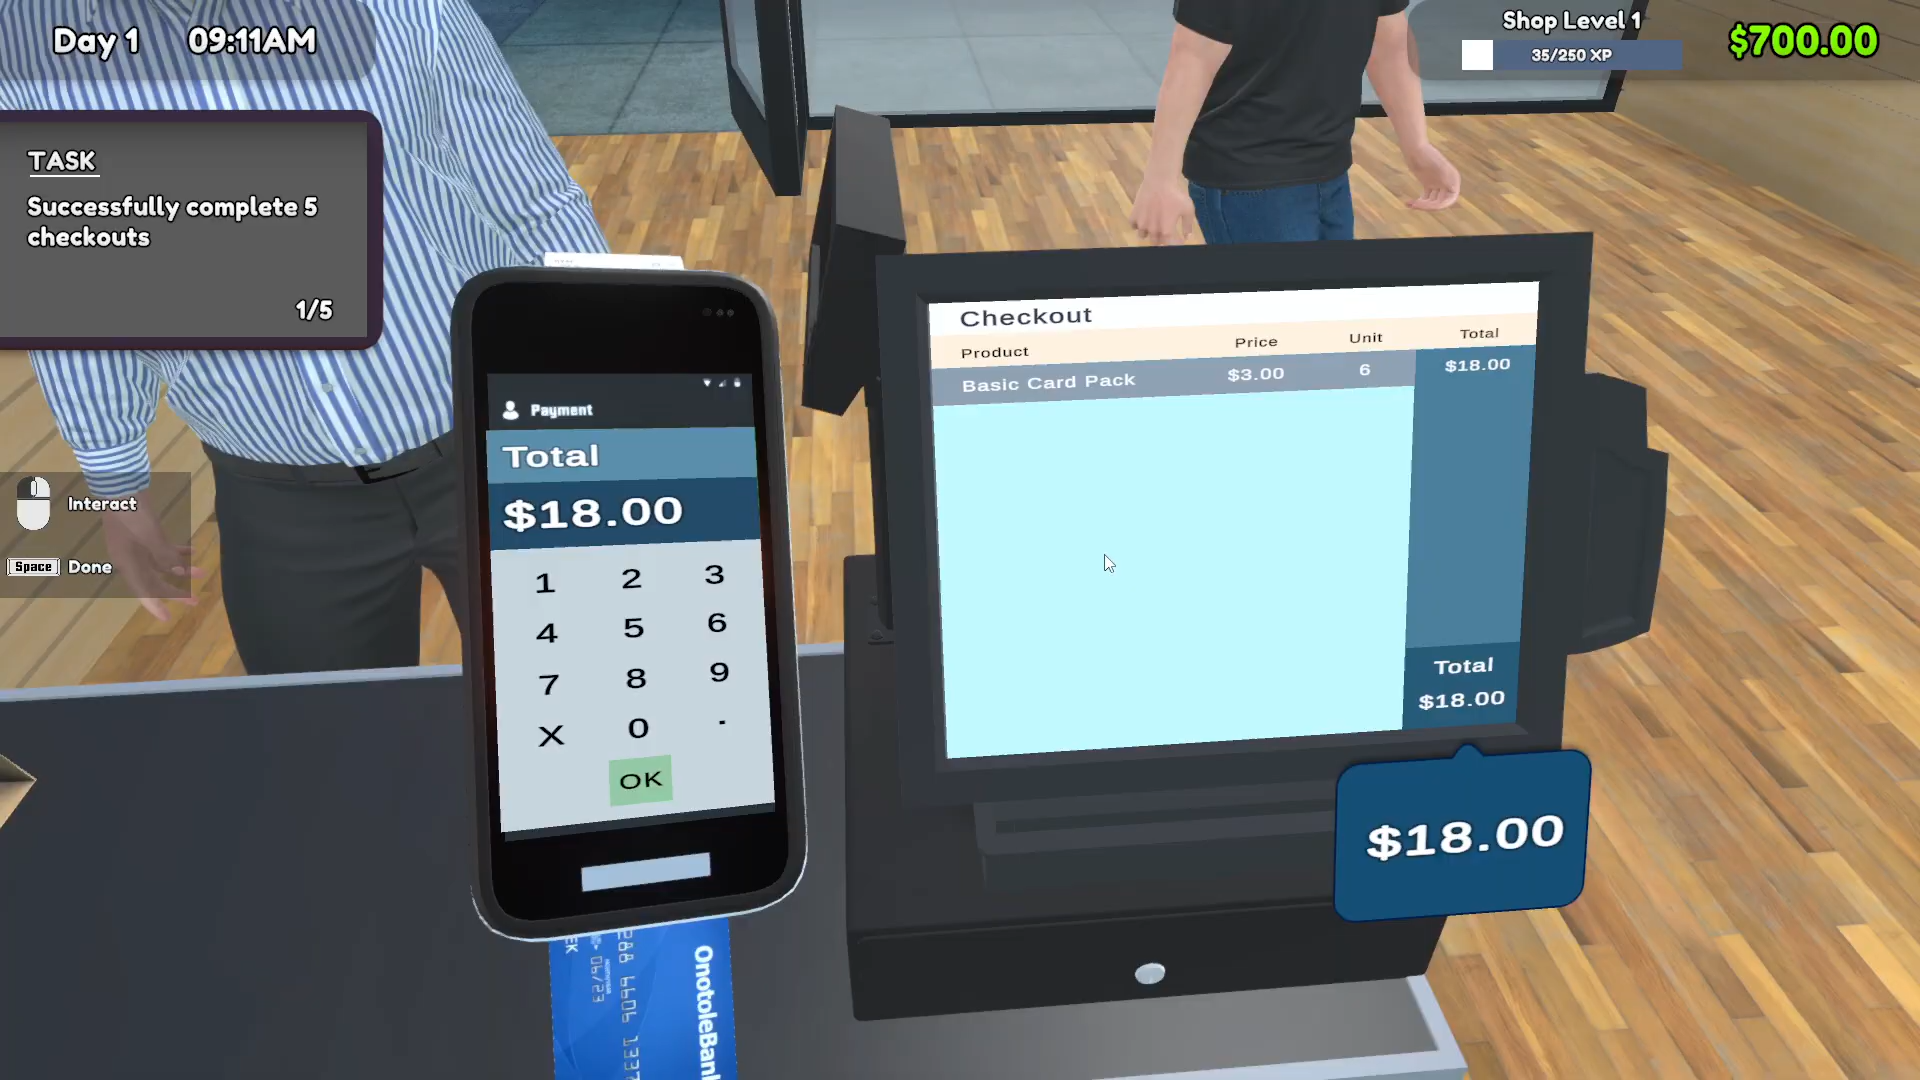 Day 1 09:11AM
Shop Level 1
35/250 XP
$700.00
TASK
Successfully complete 5
checkouts
1/5
Interact
Space Done
Payment
Total
$18.00
1 2 3
4 5 6
7 8 9
X 0 .
OK
Checkout
Product Price Unit Total
Basic Card Pack $3.00 6 $18.00
Total
$18.00
$18.00
OnotoleBank
06/23